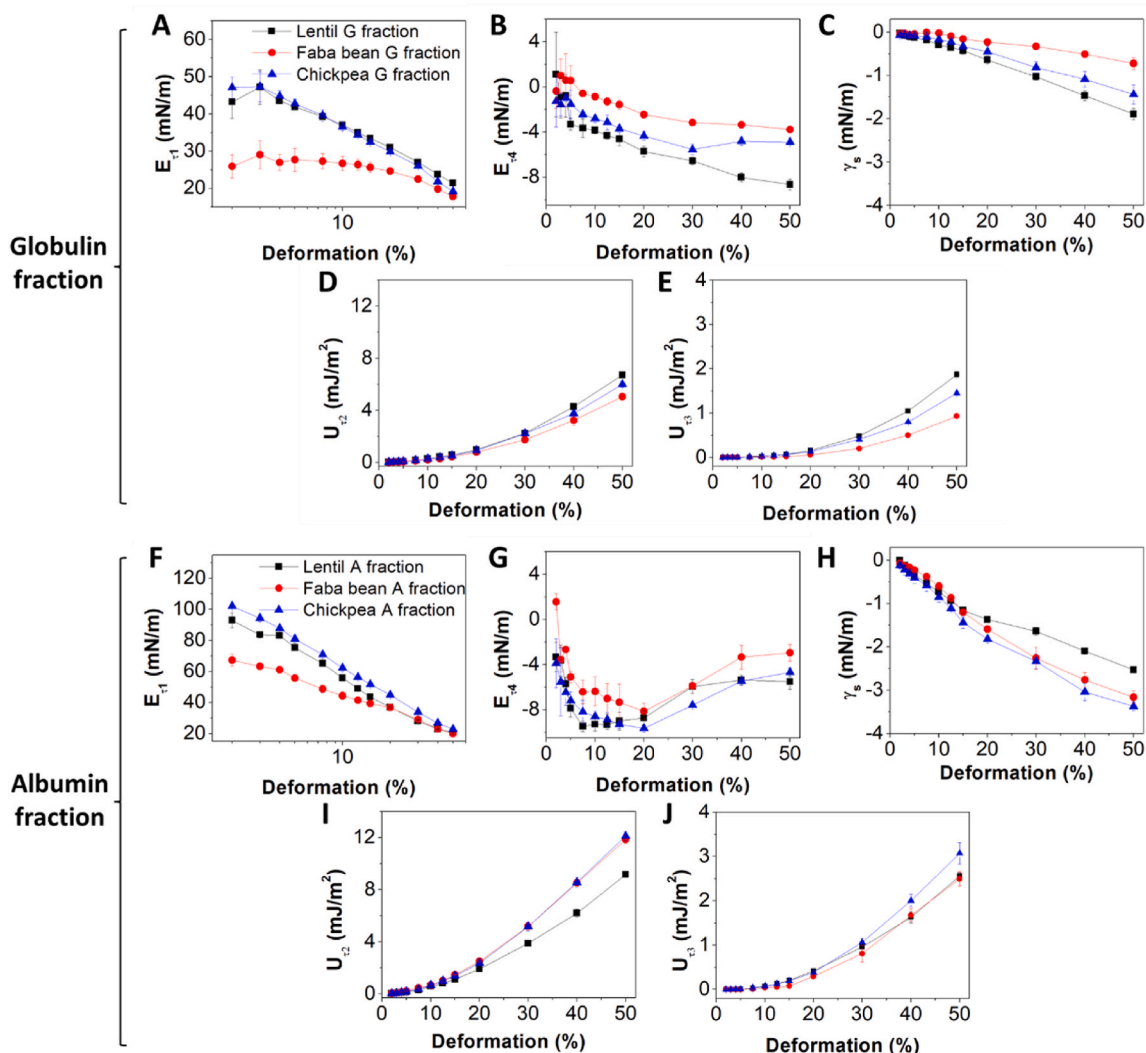 A
Lentil G fraction
Faba bean G fraction
Chickpea G fraction
60
50
40
30
20
10
Eτ1 (mN/m)
Deformation (%)
B
4
0
-4
-8
0 10 20 30 40 50
Eτ4 (mN/m)
Deformation (%)
C
0
-1
-2
-3
-4
0 10 20 30 40 50
γs (mN/m)
Deformation (%)
Globulin
fraction
D
12
8
4
0
0 10 20 30 40 50
Uτ2 (mJ/m²)
Deformation (%)
E
4
3
2
1
0
0 10 20 30 40 50
Uτ3 (mJ/m²)
Deformation (%)
F
Lentil A fraction
Faba bean A fraction
Chickpea A fraction
120
100
80
60
40
20
10
Eτ1 (mN/m)
Deformation (%)
G
4
0
-4
-8
0 10 20 30 40 50
Eτ4 (mN/m)
Deformation (%)
H
0
-1
-2
-3
-4
0 10 20 30 40 50
γs (mN/m)
Deformation (%)
Albumin
fraction
I
12
8
4
0
0 10 20 30 40 50
Uτ2 (mJ/m²)
Deformation (%)
J
4
3
2
1
0
0 10 20 30 40 50
Uτ3 (mJ/m²)
Deformation (%)